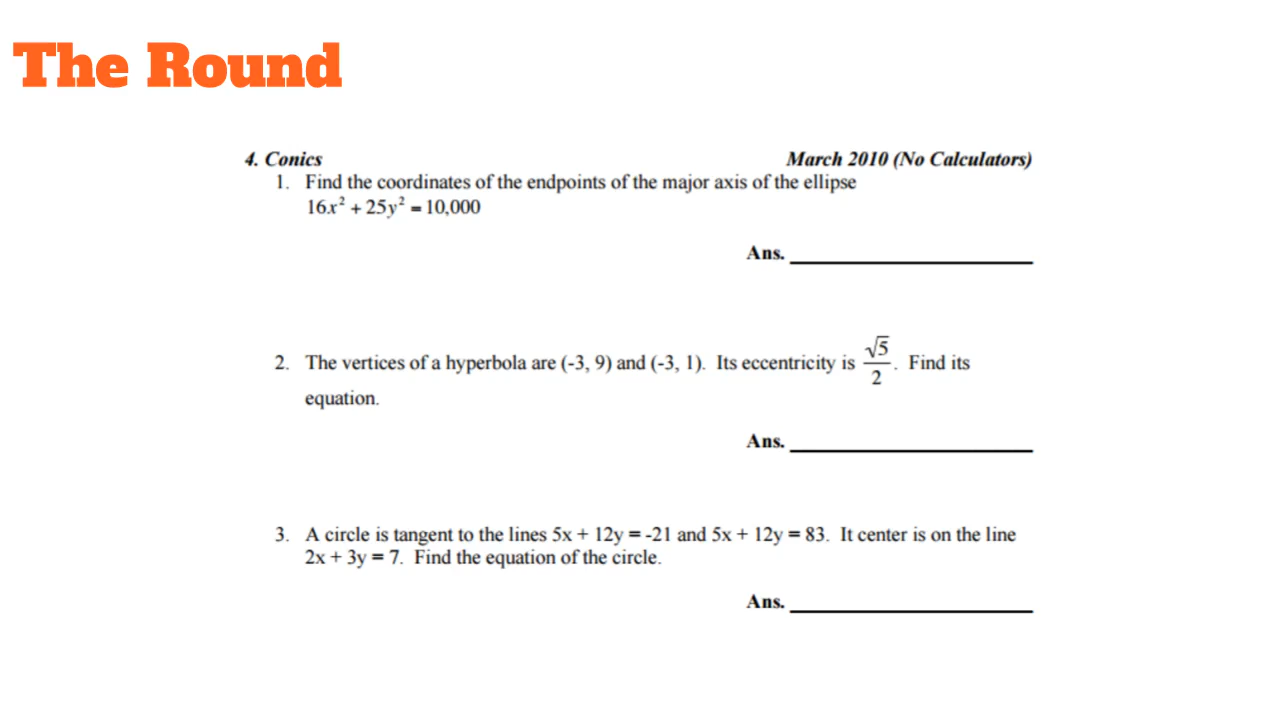 The Round
4. Conics March 2010 (No Calculators)
1. Find the coordinates of the endpoints of the major axis of the ellipse
16x² + 25y² = 10,000
Ans. ____________________
2. The vertices of a hyperbola are (-3, 9) and (-3, 1). Its eccentricity is √5/2. Find its
equation.
Ans. ____________________
3. A circle is tangent to the lines 5x + 12y = -21 and 5x + 12y = 83. It center is on the line
2x + 3y = 7. Find the equation of the circle.
Ans. ____________________